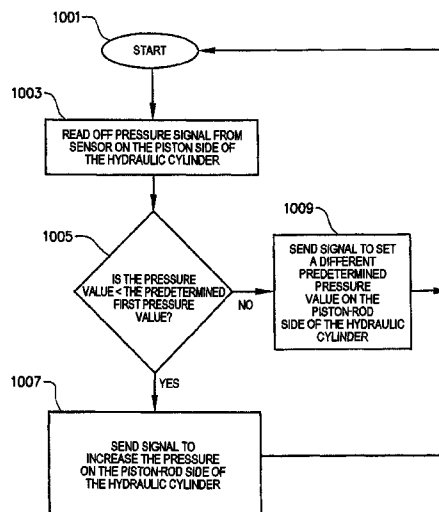 1001
START
1003
READ OFF PRESSURE SIGNAL FROM
SENSOR ON THE PISTON SIDE OF
THE HYDRAULIC CYLINDER
1005
IS THE PRESSURE
VALUE < THE PREDETERMINED
FIRST PRESSURE
VALUE?
NO
1009
SEND SIGNAL TO SET
A DIFFERENT
PREDETERMINED
PRESSURE
VALUE ON THE
PISTON-ROD
SIDE OF THE HYDRAULIC
CYLINDER
YES
1007
SEND SIGNAL TO
INCREASE THE PRESSURE
ON THE PISTON-ROD SIDE OF
THE HYDRAULIC CYLINDER